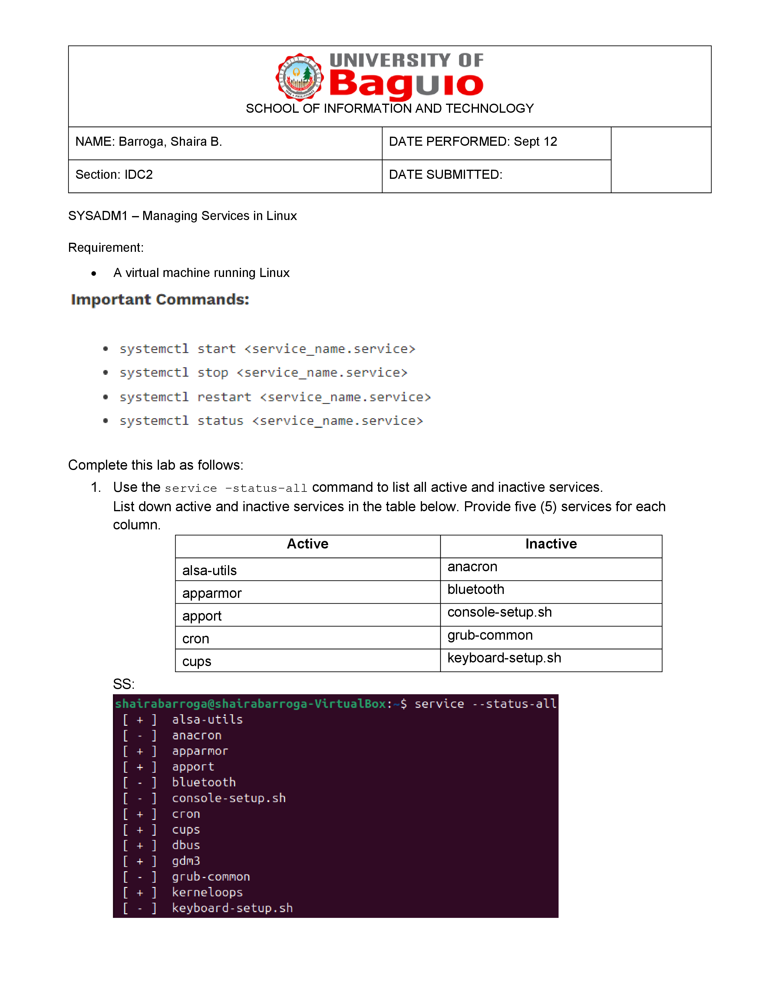 UNIVERSITY OF BAGUIO
1948 • PHILIPPINES
UNIVERSITY OF
BaguIO
SCHOOL OF INFORMATION AND TECHNOLOGY
NAME: Barroga, Shaira B.
DATE PERFORMED: Sept 12
Section: IDC2
DATE SUBMITTED:
SYSADM1 – Managing Services in Linux
Requirement:
• A virtual machine running Linux
Important Commands:
• systemctl start <service_name.service>
• systemctl stop <service_name.service>
• systemctl restart <service_name.service>
• systemctl status <service_name.service>
Complete this lab as follows:
1. Use the service –status-all command to list all active and inactive services.
List down active and inactive services in the table below. Provide five (5) services for each
column.
Active Inactive
alsa-utils anacron
apparmor bluetooth
apport console-setup.sh
cron grub-common
cups keyboard-setup.sh
SS:
shairabarroga@shairabarroga-VirtualBox:~$ service --status-all
[ + ] alsa-utils
[ - ] anacron
[ + ] apparmor
[ + ] apport
[ - ] bluetooth
[ - ] console-setup.sh
[ + ] cron
[ + ] cups
[ + ] dbus
[ + ] gdm3
[ - ] grub-common
[ + ] kerneloops
[ - ] keyboard-setup.sh